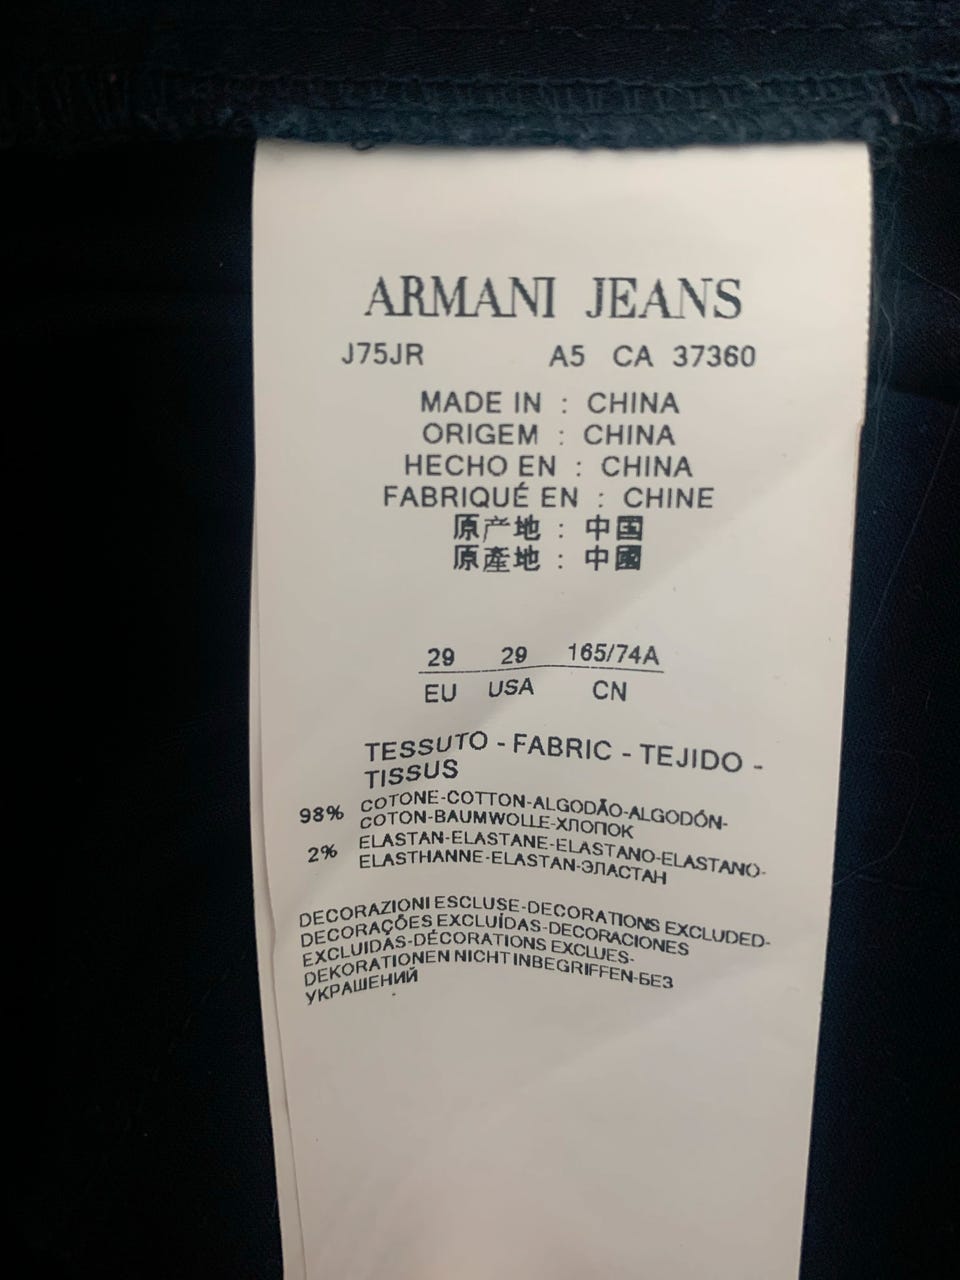 ARMANI JEANS
J75JR A5 CA 37360
MADE IN : CHINA
ORIGEM : CHINA
HECHO EN : CHINA
FABRIQUÉ EN : CHINE
原产地 : 中国
原產地 : 中國
29 29 165/74A
EU USA CN
TESSUTO - FABRIC - TEJIDO -
TISSUS
98% COTONE-COTTON-ALGODÃO-ALGODÓN-
COTON-BAUMWOLLE-ХЛОПОК
2% ELASTAN-ELASTANE-ELASTANO-ELASTANO-
ELASTHANNE-ELASTAN-ЭЛАСТАН
DECORAZIONI ESCLUSE-DECORATIONS EXCLUDED-
DECORAÇÕES EXCLUÍDAS-DECORACIONES
EXCLUIDAS-DÉCORATIONS EXCLUES-
DEKORATIONEN NICHT INBEGRIFFEN-БЕЗ
УКРАШЕНИЙ